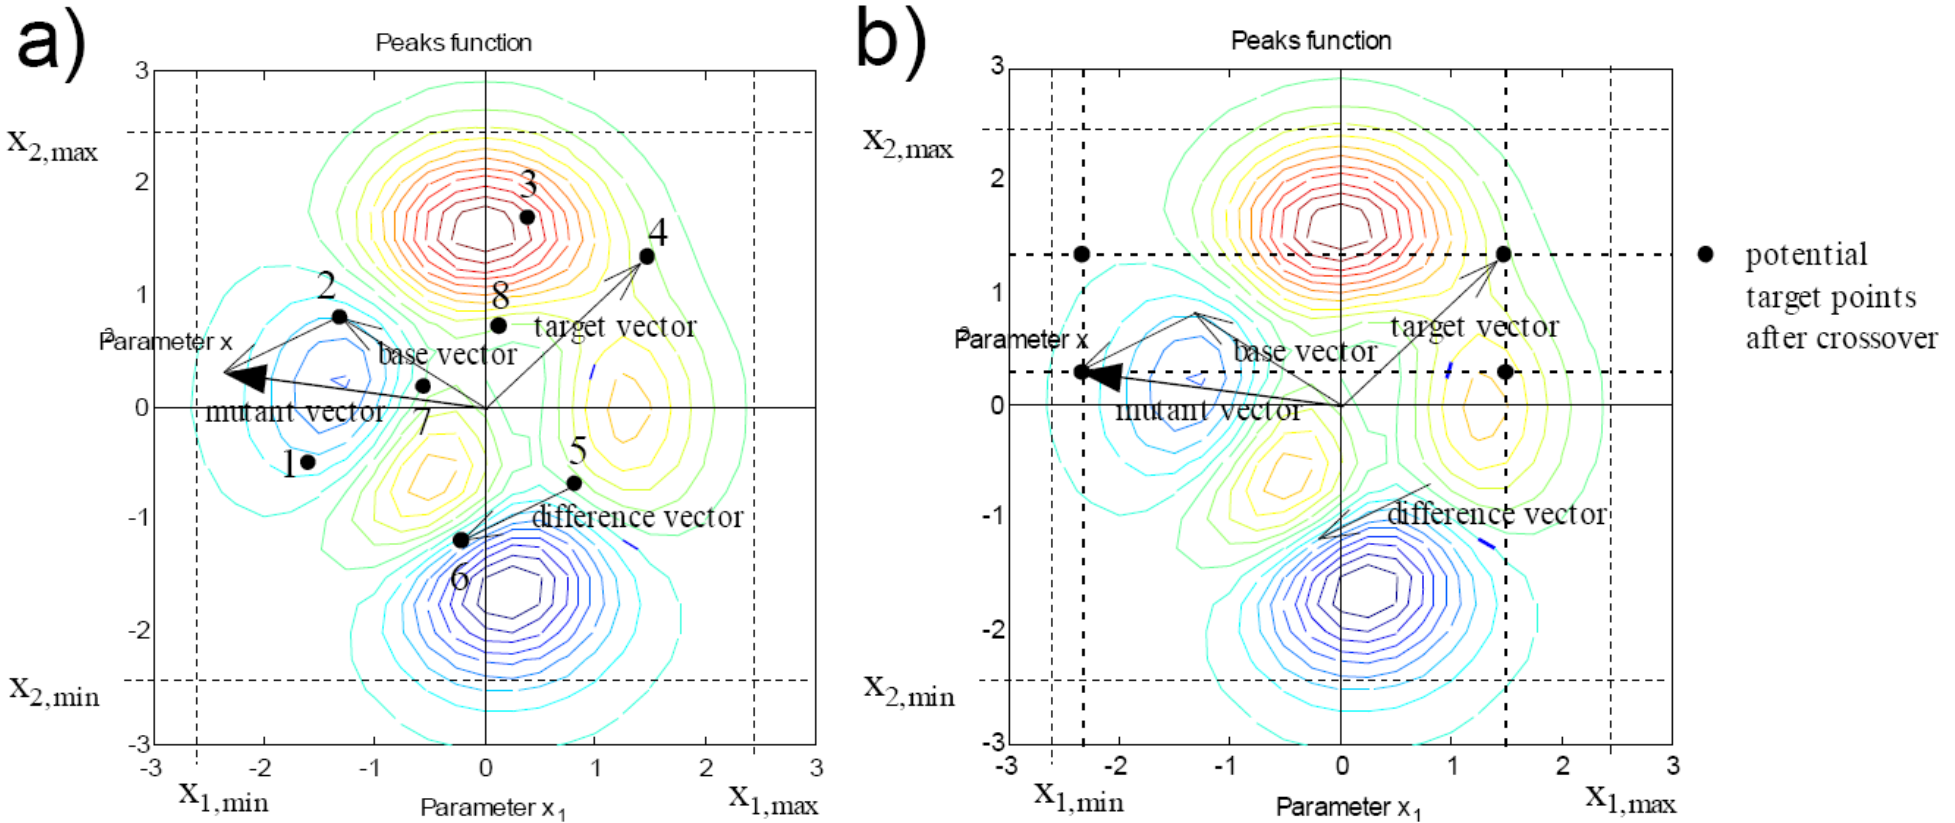 a)
Peaks function
3
x2,max
2
1
Parameter x2
0
-1
-2
x2,min
-3
-3 -2 -1 0 1 2 3
x1,min
Parameter x1
x1,max
3
4
2
8
target vector
base vector
mutant vector
7
1
5
difference vector
6
b)
Peaks function
3
x2,max
2
1
Parameter x2
0
-1
-2
x2,min
-3
-3 -2 -1 0 1 2 3
x1,min
Parameter x1
x1,max
target vector
base vector
mutant vector
difference vector
potential
target points
after crossover